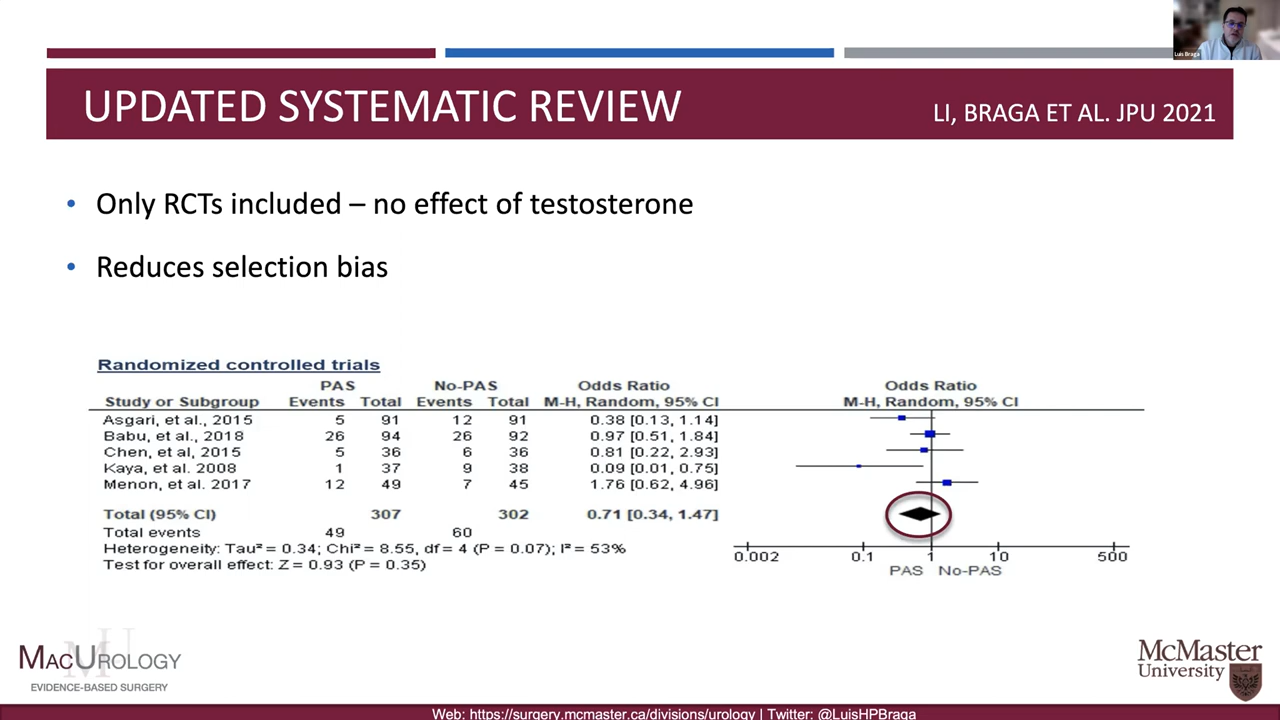 Luis Braga
UPDATED SYSTEMATIC REVIEW
LI, BRAGA ET AL. JPU 2021
• Only RCTs included – no effect of testosterone
• Reduces selection bias
Randomized controlled trials
PAS No-PAS Odds Ratio Odds Ratio
Study or Subgroup Events Total Events Total M-H, Random, 95% CI M-H, Random, 95% CI
Asgari, et al., 2015 5 91 12 91 0.38 [0.13, 1.14]
Babu, et al., 2018 26 94 26 92 0.97 [0.51, 1.84]
Chen, et al, 2015 5 36 6 36 0.81 [0.22, 2.93]
Kaya, et al. 2008 1 37 9 38 0.09 [0.01, 0.75]
Menon, et al. 2017 12 49 7 45 1.76 [0.62, 4.96]
Total (95% CI) 307 302 0.71 [0.34, 1.47]
Total events 49 60
Heterogeneity: Tau² = 0.34; Chi² = 8.55, df = 4 (P = 0.07); I² = 53%
Test for overall effect: Z = 0.93 (P = 0.35)
0.002 0.1 1 10 500
PAS No-PAS
MU
MACUROLOGY
EVIDENCE-BASED SURGERY
McMaster
University
Web: https://surgery.mcmaster.ca/divisions/urology | Twitter: @LuisHPBraga